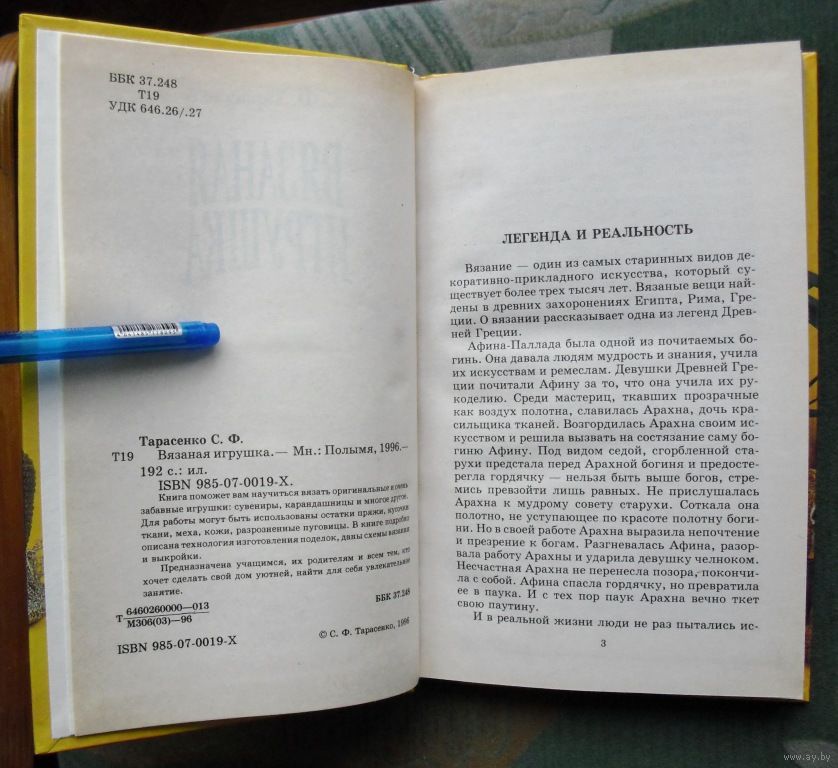 ББК 37.248
Т19
УДК 646.26/.27
Тарасенко С. Ф.
Т19 Вязаная игрушка.— Мн.: Полымя, 1996.—
192 с.: ил.
ISBN 985-07-0019-X.
Книга поможет вам научиться вязать оригинальные и очень
забавные игрушки: сувениры, карандашницы и многое другое.
Для работы могут быть использованы остатки пряжи, кусочки
ткани, меха, кожи, разрозненные пуговицы. В книге подробно
описана технология изготовления поделок, даны схемы вязания
и выкройки.
Предназначена учащимся, их родителям и всем тем, кто
хочет сделать свой дом уютней, найти для себя увлекательное
занятие.
Т 6460260000—013
М306(03)—96
ББК 37.248
ISBN 985-07-0019-X
© С. Ф. Тарасенко, 1996
ЛЕГЕНДА И РЕАЛЬНОСТЬ
Вязание — один из самых старинных видов де-
коративно-прикладного искусства, который су-
ществует более трех тысяч лет. Вязаные вещи най-
дены в древних захоронениях Египта, Рима, Гре-
ции. О вязании рассказывает одна из легенд Древ-
ней Греции.
Афина-Паллада была одной из почитаемых бо-
гинь. Она давала людям мудрость и знания, учила
их искусствам и ремеслам. Девушки Древней Гре-
ции почитали Афину за то, что она учила их ру-
коделию. Среди мастериц, ткавших прозрачные
как воздух полотна, славилась Арахна, дочь кра-
сильщика тканей. Возгордилась Арахна своим ис-
кусством и решила вызвать на состязание саму бо-
гиню Афину. Под видом седой, сгорбленной ста-
рухи предстала перед Арахной богиня и предосте-
регла гордячку — нельзя быть выше богов, стре-
мись превзойти лишь равных. Не прислушалась
Арахна к мудрому совету старухи. Соткала она
полотно, не уступающее по красоте полотну боги-
ни. Но в своей работе Арахна выразила непочтение
и презрение к богам. Разгневалась Афина, разор-
вала работу Арахны и ударила девушку челноком.
Несчастная Арахна не перенесла позора, покончи-
ла с собой. Афина спасла гордячку, но превратила
ее в паука. И с тех пор паук Арахна вечно ткет
свою паутину.
И в реальной жизни люди не раз пытались ис-
3
www.ay.by